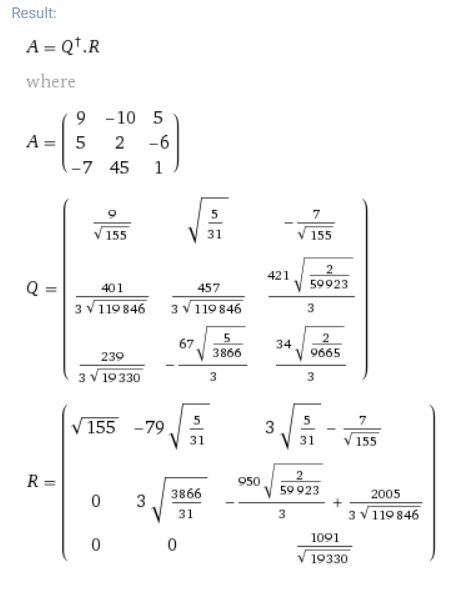 Result:
A = Q†.R
where
A = ( 9 −10 5
5 2 −6
−7 45 1 )
Q = ( 9/√155 √(5/31) −7/√155
401/(3√119846) 457/(3√119846) (421√(2/59923))/3
239/(3√19330) −(67√(5/3866))/3 (34√(2/9665))/3 )
R = ( √155 −79√(5/31) 3√(5/31) − 7/√155
0 3√(3866/31) −(950√(2/59923))/3 + 2005/(3√119846)
0 0 1091/√19330 )